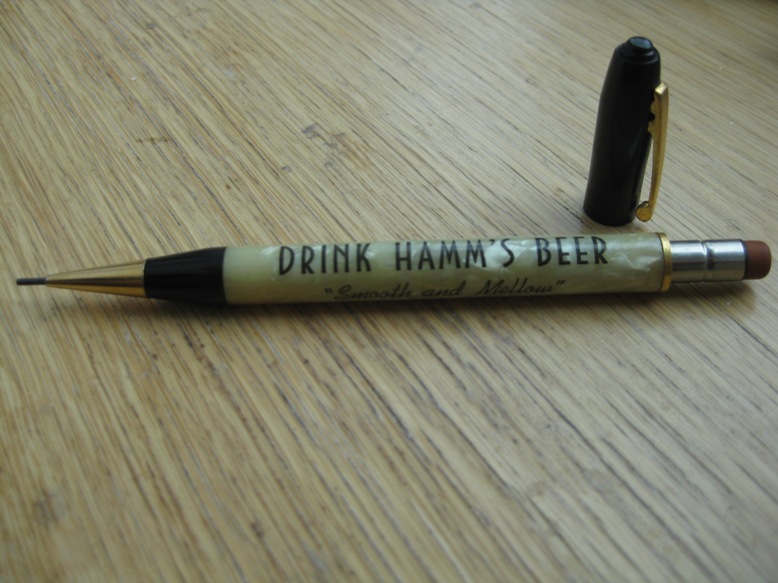 DRINK HAMM'S BEER
"Smooth and Mellow"